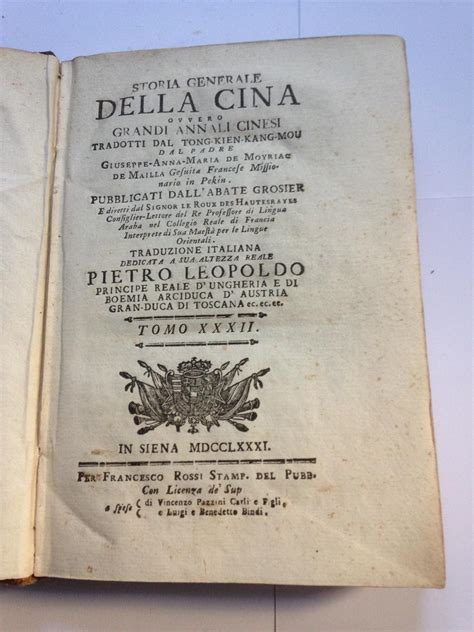 STORIA GENERALE
DELLA CINA
OVVERO
GRANDI ANNALI CINESI
TRADOTTI DAL TONG-KIEN-KANG-MOU
DAL PADRE
GIUSEPPE-ANNA-MARIA DE MOYRIAC
DE MAILLA Gesuita Francese Missio-
nario in Pekin.
PUBBLICATI DALL'ABATE GROSIER
E diretti dal SIGNOR LE ROUX DES HAUTESRAYES
Consiglier-Lettore del Re Professore di Lingua
Araba nel Collegio Reale di Francia
Interprete di Sua Maestà per le Lingue
Orientali.
TRADUZIONE ITALIANA
DEDICATA A SUA ALTEZZA REALE
PIETRO LEOPOLDO
PRINCIPE REALE D'UNGHERIA E DI
BOEMIA ARCIDUCA D' AUSTRIA
GRAN-DUCA DI TOSCANA ec.ec.ec.
TOMO XXXII.
IN SIENA MDCCLXXXI.
PER FRANCESCO ROSSI STAMP. DEL PUBB.
Con Licenza de' Sup
a spese { di Vincenzo Pazzini Carli e Figli,
e Luigi e Benedetto Bindi.